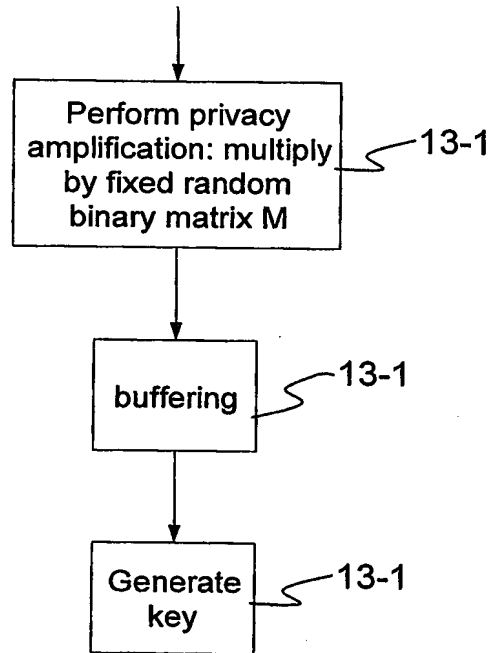 Perform privacy
amplification: multiply
by fixed random
binary matrix M
13-1
buffering
13-1
Generate
key
13-1